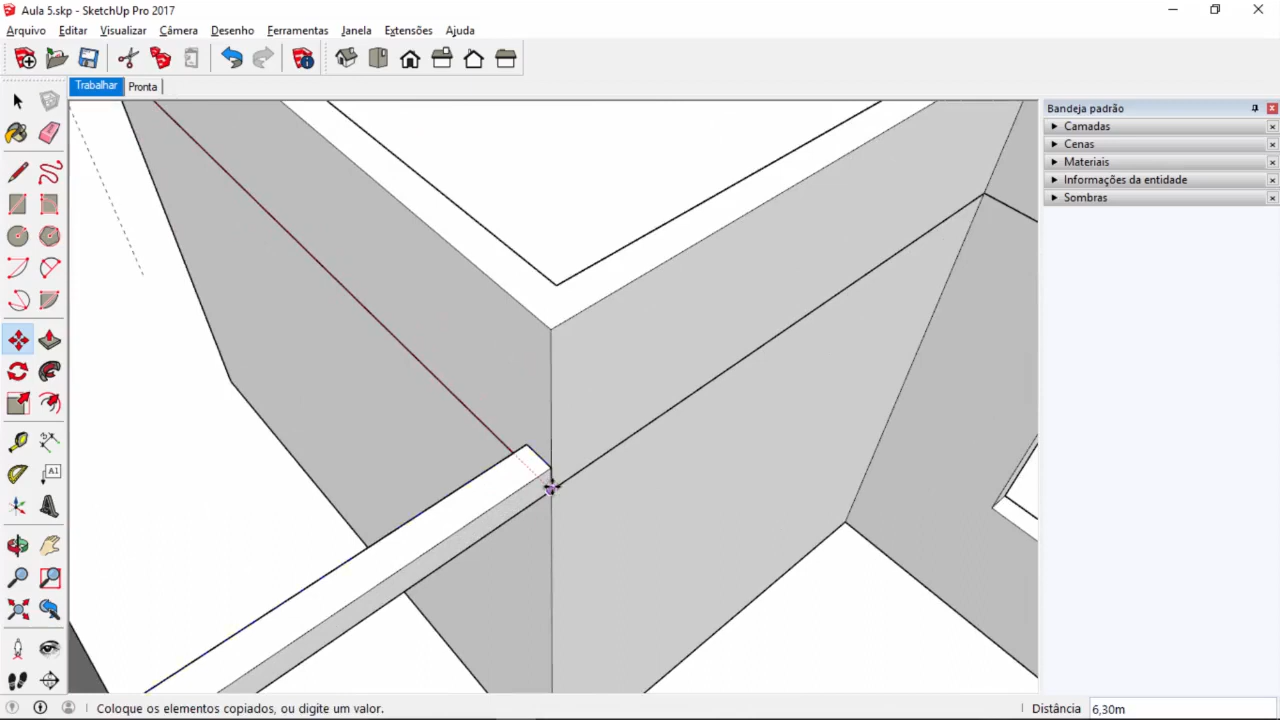 Aula 5.skp - SketchUp Pro 2017
Arquivo Editar Visualizar Câmera Desenho Ferramentas Janela Extensões Ajuda
Trabalhar Pronta
Bandeja padrão
Camadas
Cenas
Materiais
Informações da entidade
Sombras
A1
Coloque os elementos copiados, ou digite um valor.
Distância 6,30m